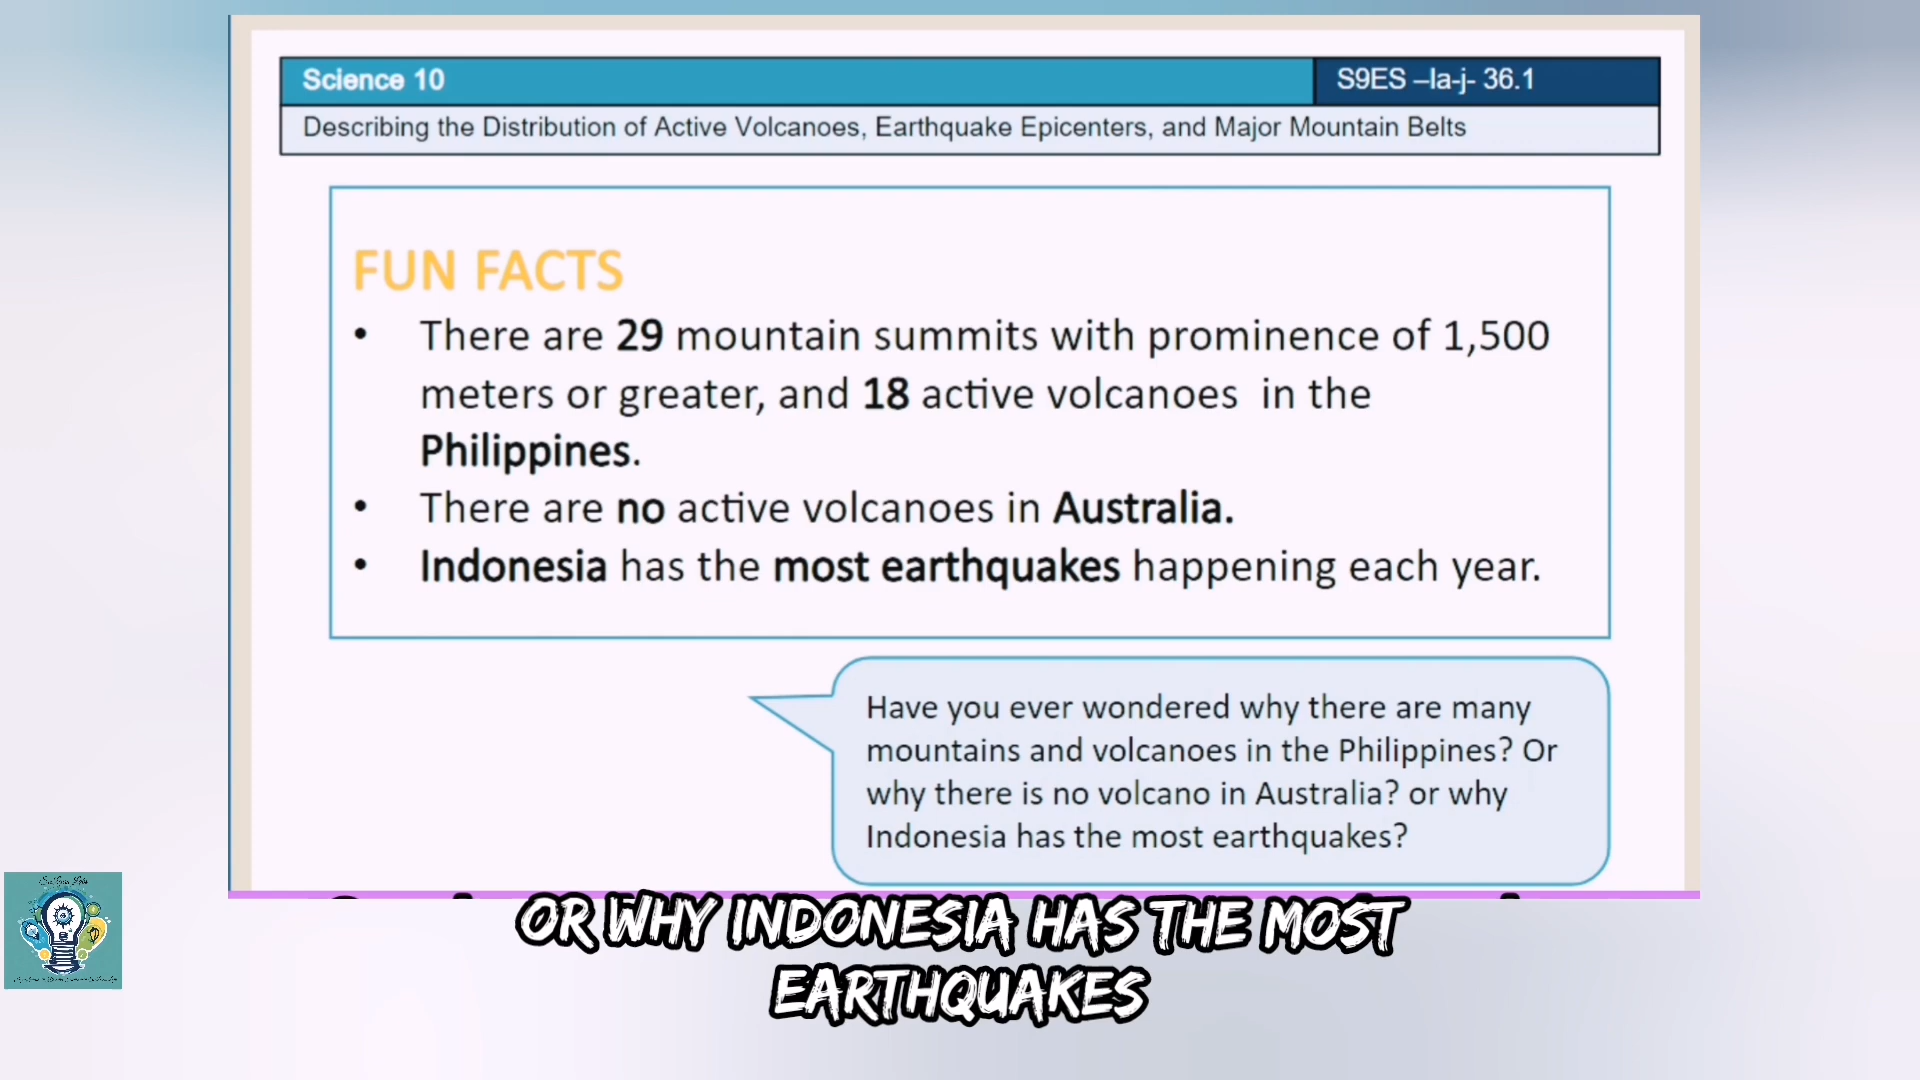 Science 10
S9ES –la-j- 36.1
Describing the Distribution of Active Volcanoes, Earthquake Epicenters, and Major Mountain Belts
FUN FACTS
• There are 29 mountain summits with prominence of 1,500
meters or greater, and 18 active volcanoes in the
Philippines.
• There are no active volcanoes in Australia.
• Indonesia has the most earthquakes happening each year.
Have you ever wondered why there are many
mountains and volcanoes in the Philippines? Or
why there is no volcano in Australia? or why
Indonesia has the most earthquakes?
OR WHY INDONESIA HAS THE MOST
EARTHQUAKES